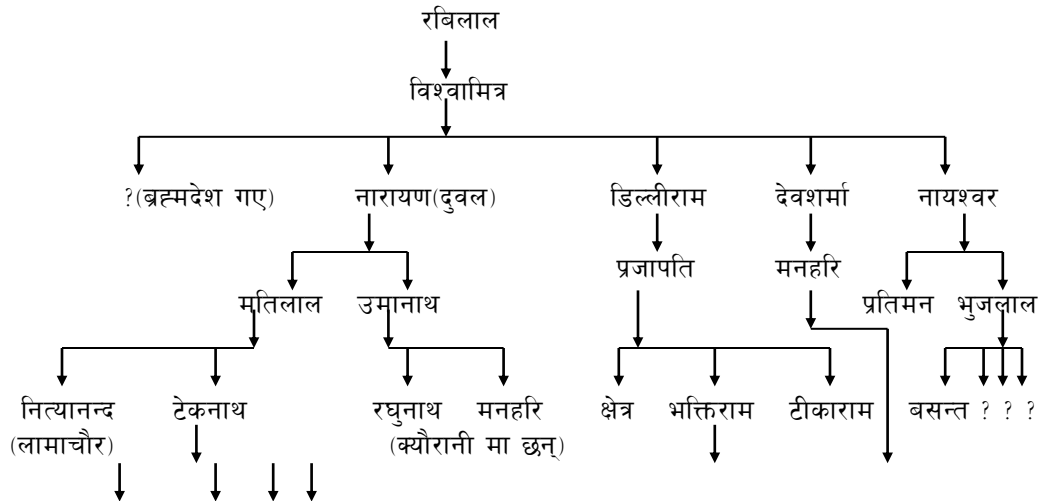 रबिलाल
विश्वामित्र
?(ब्रह्मदेश गए) नारायण(दुवल) डिल्लीराम देवशर्मा नायश्वर
प्रजापति मनहरि
मतिलाल उमानाथ प्रतिमन भुजलाल
नित्यानन्द टेकनाथ रघुनाथ मनहरि क्षेत्र भक्तिराम टीकाराम बसन्त ? ? ?
(लामाचौर) (क्यौरानी मा छन्)